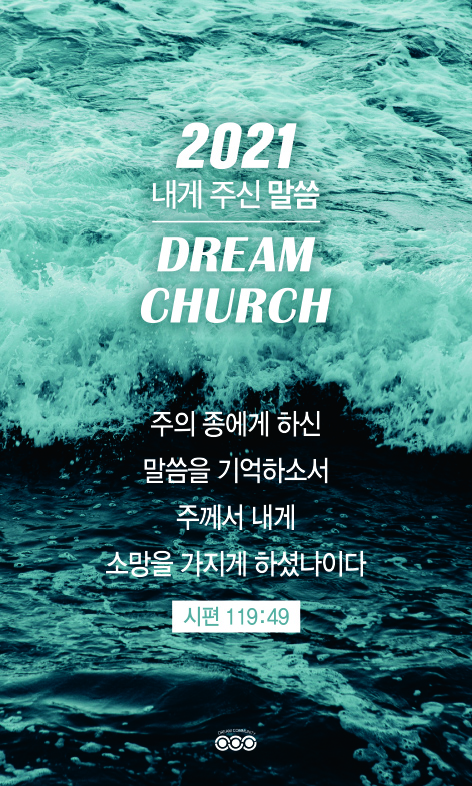 2021
내게 주신 말씀
DREAM
CHURCH
주의 종에게 하신
말씀을 기억하소서
주께서 내게
소망을 가지게 하셨나이다
시편 119:49
DREAM COMMUNITY